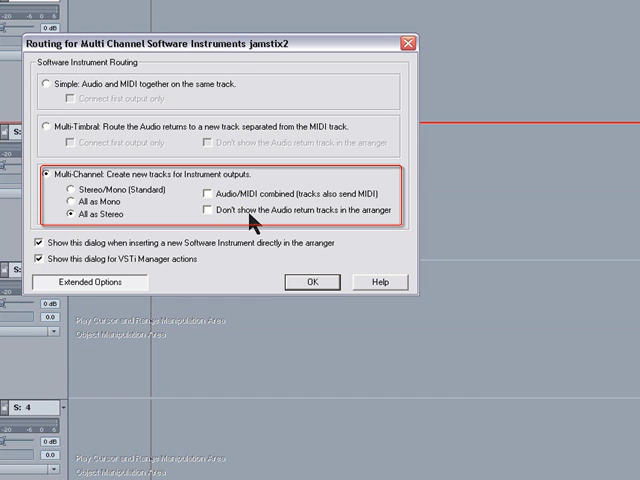 -20 -6
0 dB
Routing for Multi Channel Software Instruments jamstix2
Software Instrument Routing
Simple: Audio and MIDI together on the same track.
Connect first output only
Multi-Timbral: Route the Audio returns to a new track separated from the MIDI track.
Connect first output only Don't show the Audio return track in the arranger
Multi-Channel: Create new tracks for Instrument outputs.
Stereo/Mono (Standard)
Audio/MIDI combined (tracks also send MIDI)
All as Mono
Don't show the Audio return tracks in the arranger
All as Stereo
Show this dialog when inserting a new Software Instrument directly in the arranger
Show this dialog for VSTi Manager actions
Extended Options OK Help
0 dB
0.0
Play Cursor and Range Manipulation Area
Object Manipulation Area
S: 4
-20 -6 0
0 dB
0.0
Play Cursor and Range Manipulation Area
Object Manipulation Area